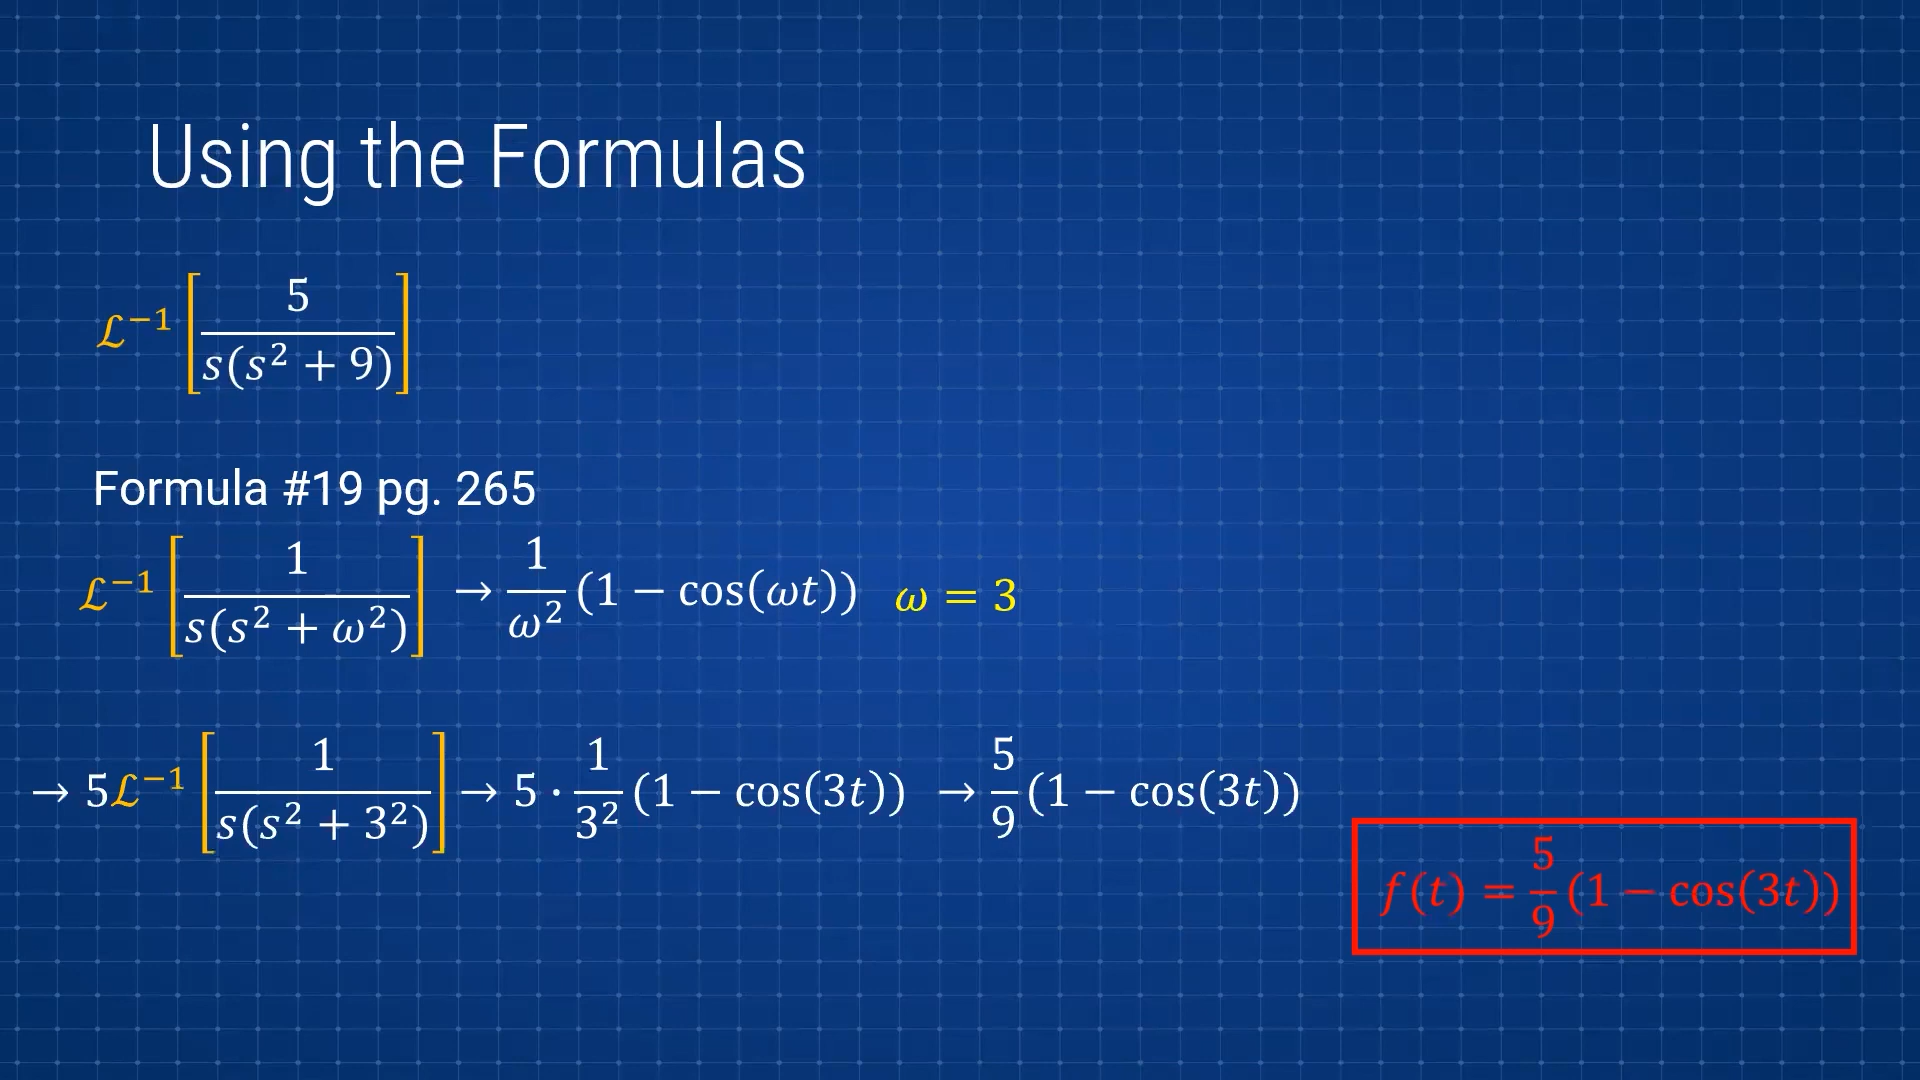 Using the Formulas
ℒ⁻¹ [5 / s(s² + 9)]
Formula #19 pg. 265
ℒ⁻¹ [1 / s(s² + ω²)] → 1/ω² (1 − cos(ωt)) ω = 3
→ 5ℒ⁻¹ [1 / s(s² + 3²)] → 5 · 1/3² (1 − cos(3t)) → 5/9 (1 − cos(3t))
f(t) = 5/9 (1 − cos(3t))